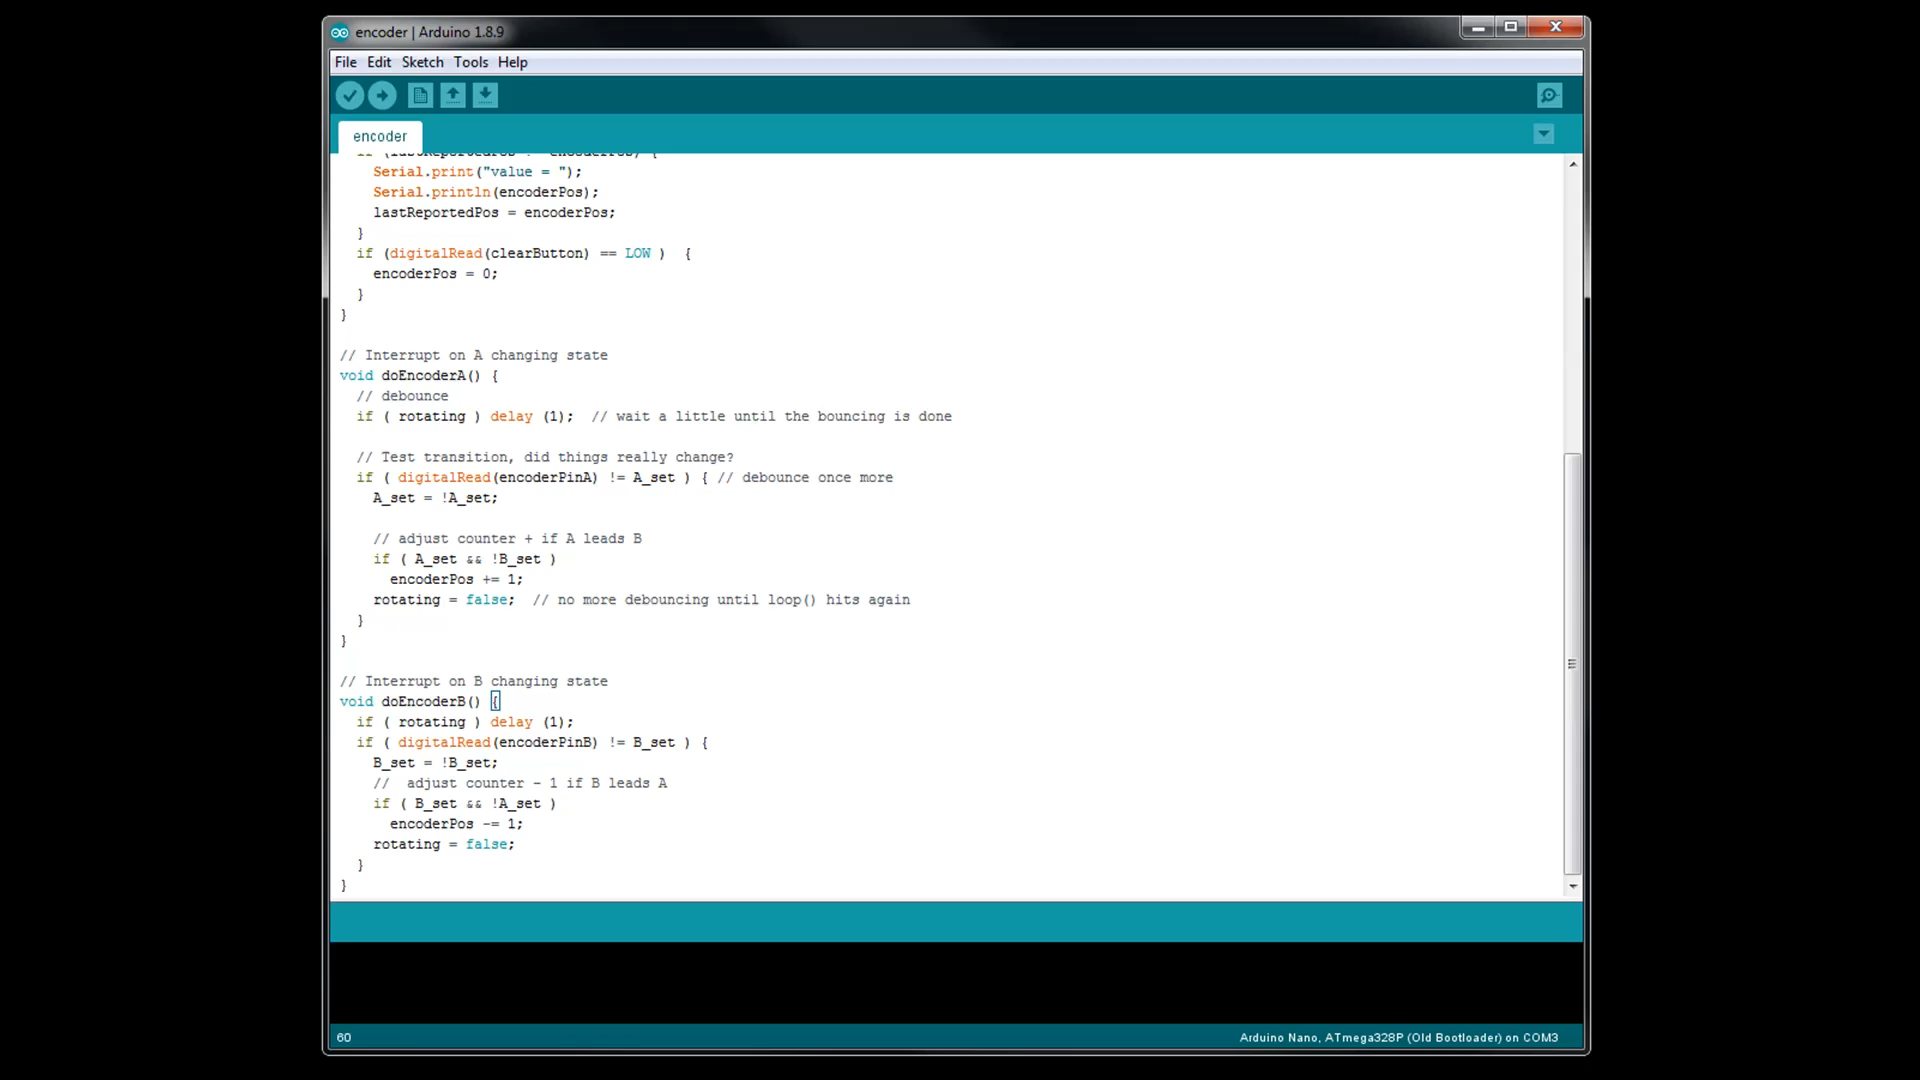 encoder | Arduino 1.8.9
File Edit Sketch Tools Help
encoder
if (lastReportedPos != encoderPos) {
Serial.print("value = ");
Serial.println(encoderPos);
lastReportedPos = encoderPos;
}
if (digitalRead(clearButton) == LOW )  {
encoderPos = 0;
}
}
// Interrupt on A changing state
void doEncoderA() {
// debounce
if ( rotating ) delay (1);  // wait a little until the bouncing is done
// Test transition, did things really change?
if ( digitalRead(encoderPinA) != A_set ) { // debounce once more
A_set = !A_set;
// adjust counter + if A leads B
if ( A_set && !B_set )
encoderPos += 1;
rotating = false;  // no more debouncing until loop() hits again
}
}
// Interrupt on B changing state
void doEncoderB() {
if ( rotating ) delay (1);
if ( digitalRead(encoderPinB) != B_set ) {
B_set = !B_set;
//  adjust counter - 1 if B leads A
if ( B_set && !A_set )
encoderPos -= 1;
rotating = false;
}
}
60
Arduino Nano, ATmega328P (Old Bootloader) on COM3